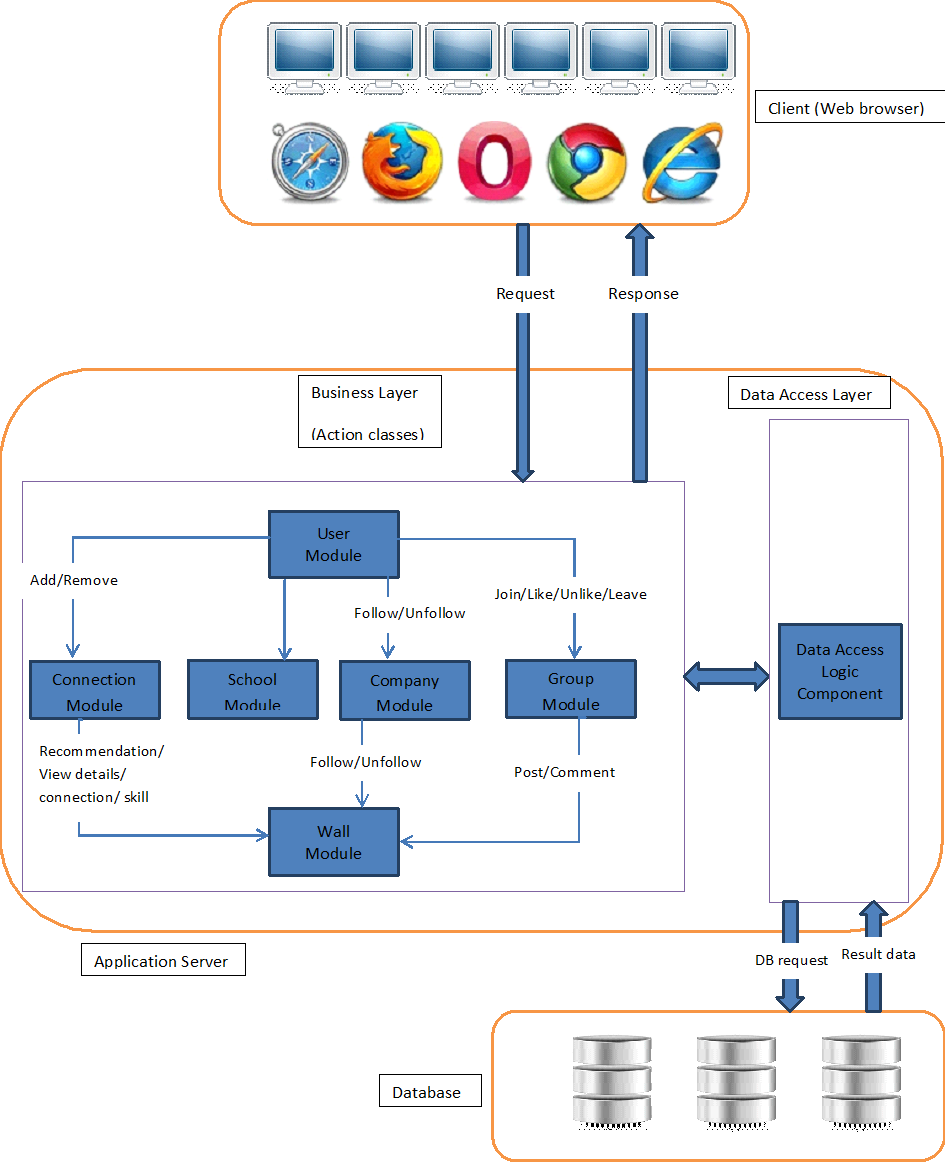 Client (Web browser)
Request
Response
Business Layer
(Action classes)
Data Access Layer
User
Module
Add/Remove
Follow/Unfollow
Join/Like/Unlike/Leave
Connection
Module
School
Module
Company
Module
Group
Module
Data Access
Logic
Component
Recommendation/
View details/
connection/ skill
Follow/Unfollow
Post/Comment
Wall
Module
Application Server
DB request
Result data
Database